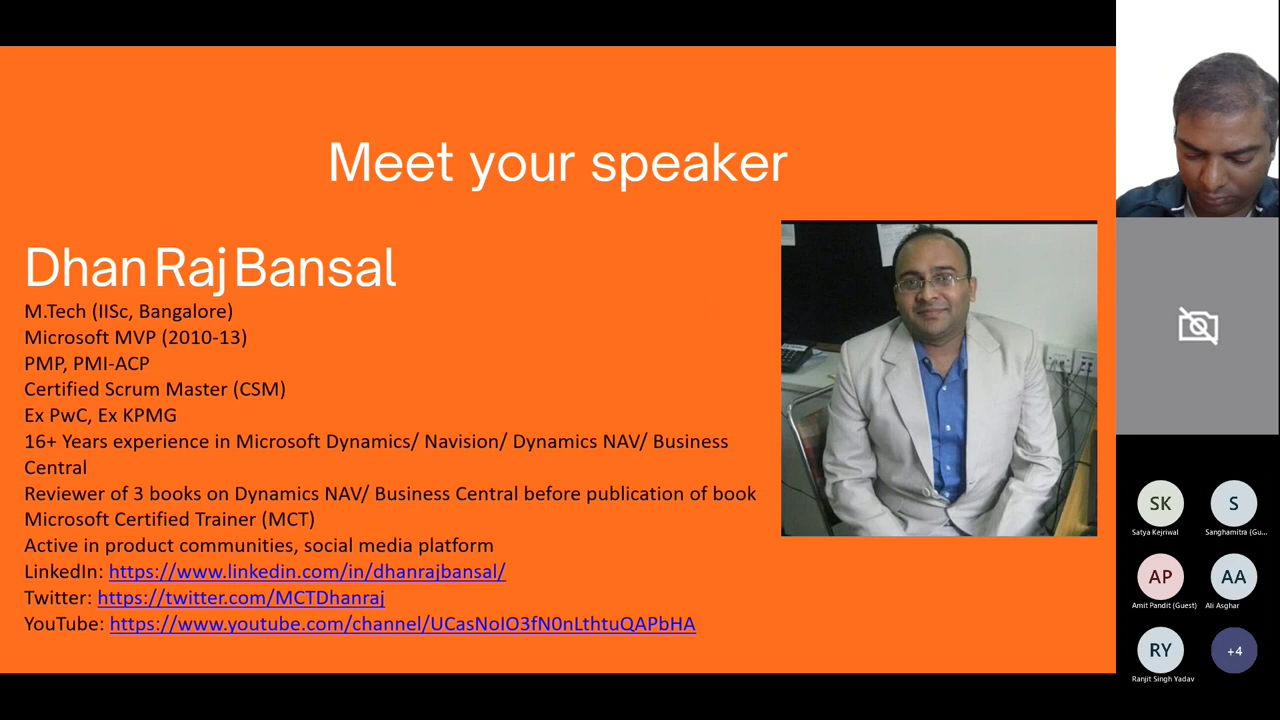 Meet your speaker
Dhan Raj Bansal
M.Tech (IISc, Bangalore)
Microsoft MVP (2010-13)
PMP, PMI-ACP
Certified Scrum Master (CSM)
Ex PwC, Ex KPMG
16+ Years experience in Microsoft Dynamics/ Navision/ Dynamics NAV/ Business
Central
Reviewer of 3 books on Dynamics NAV/ Business Central before publication of book
Microsoft Certified Trainer (MCT)
Active in product communities, social media platform
LinkedIn: https://www.linkedin.com/in/dhanrajbansal/
Twitter: https://twitter.com/MCTDhanraj
YouTube: https://www.youtube.com/channel/UCasNoIO3fN0nLthtuQAPbHA
SK
S
Satya Kejriwal
Sanghamitra (Gu...
AP
AA
Amit Pandit (Guest)
Ali Asghar
RY
+4
Ranjit Singh Yadav